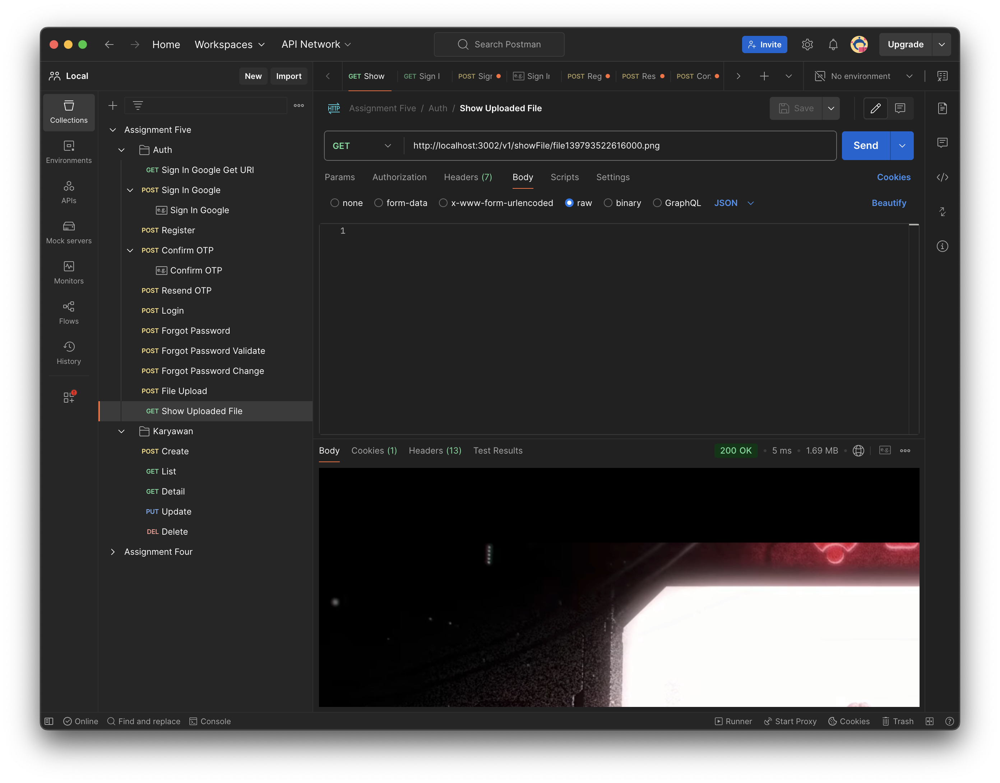 Home Workspaces API Network Search Postman Invite Upgrade
Local New Import GET Show GET Sign I POST Sigr e.g. Sign Ir POST Reg POST Res POST Con No environment
HTTP Assignment Five / Auth / Show Uploaded File Save
Collections
Environments
APIs
Mock servers
Monitors
Flows
History
Assignment Five
Auth
GET Sign In Google Get URI
POST Sign In Google
e.g. Sign In Google
POST Register
POST Confirm OTP
e.g. Confirm OTP
POST Resend OTP
POST Login
POST Forgot Password
POST Forgot Password Validate
POST Forgot Password Change
POST File Upload
GET Show Uploaded File
Karyawan
POST Create
GET List
GET Detail
PUT Update
DEL Delete
Assignment Four
GET http://localhost:3002/v1/showFile/file139793522616000.png Send
Params Authorization Headers (7) Body Scripts Settings Cookies
none form-data x-www-form-urlencoded raw binary GraphQL JSON Beautify
1
Body Cookies (1) Headers (13) Test Results 200 OK • 5 ms • 1.69 MB • e.g.
Online Find and replace Console Runner Start Proxy Cookies Trash